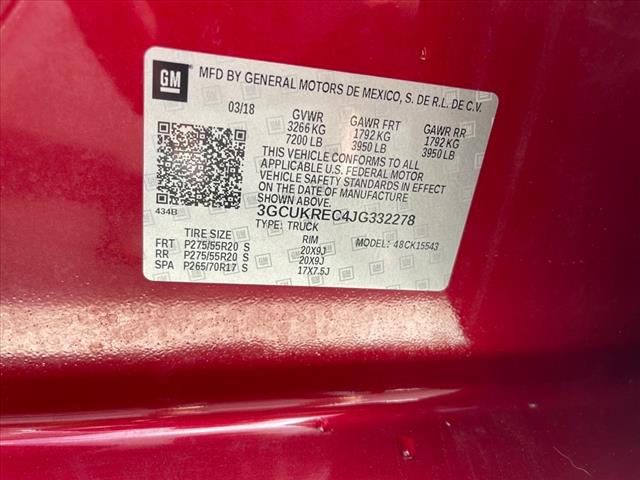 GM
MFD BY GENERAL MOTORS DE MEXICO, S. DE R.L. DE C.V.
03/18 GVWR GAWR FRT GAWR RR
3266 KG 1792 KG 1792 KG
7200 LB 3950 LB 3950 LB
THIS VEHICLE CONFORMS TO ALL
APPLICABLE U.S. FEDERAL MOTOR
VEHICLE SAFETY STANDARDS IN EFFECT
ON THE DATE OF MANUFACTURE
SHOWN ABOVE.
434B 3GCUKREC4JG332278
TYPE: TRUCK
TIRE SIZE RIM MODEL: 48CK15543
FRT P275/55R20 S 20X9J
RR P275/55R20 S 20X9J
SPA P265/70R17 S 17X7.5J